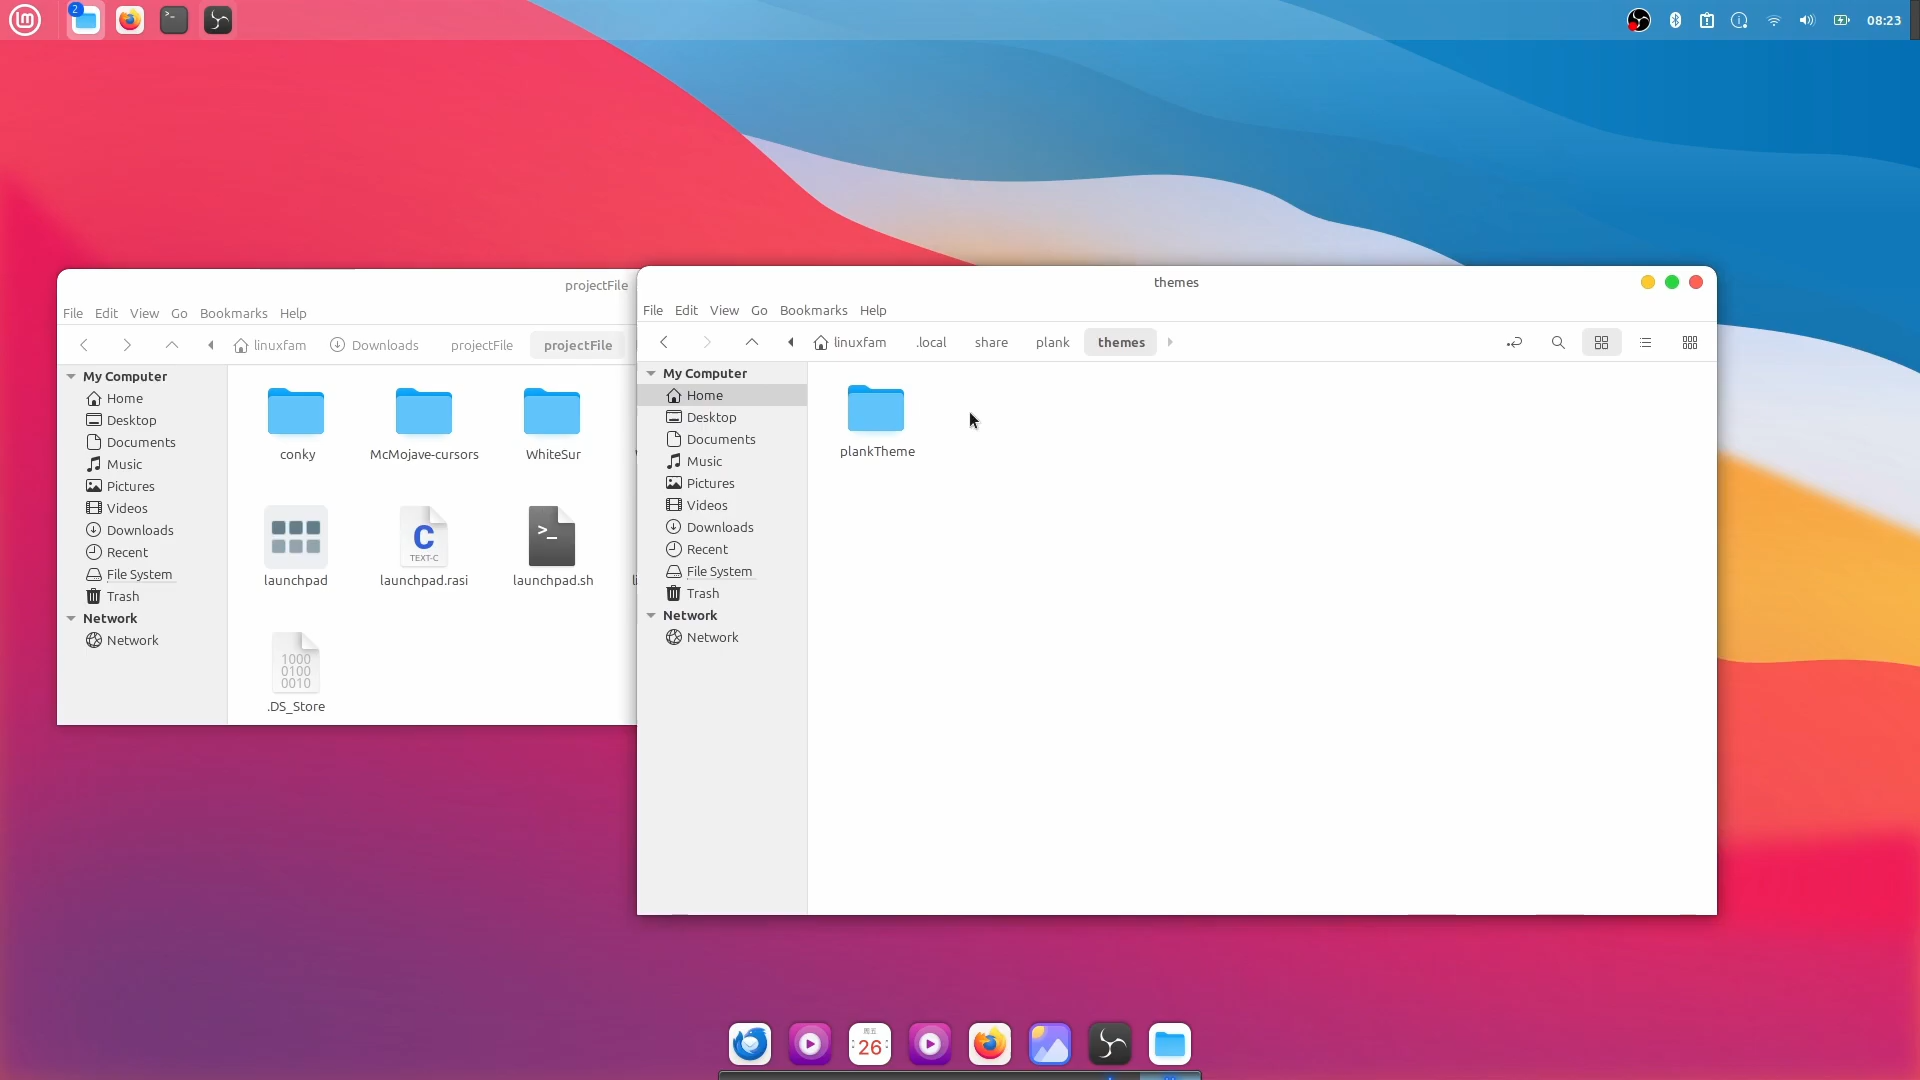 2
08:23
projectFile
File Edit View Go Bookmarks Help
linuxfam Downloads projectFile projectFile
My Computer
Home
Desktop
Documents
Music
Pictures
Videos
Downloads
Recent
File System
Trash
Network
Network
conky McMojave-cursors WhiteSur
C
TEXT-C
>_
launchpad launchpad.rasi launchpad.sh
1000
0100
0010
.DS_Store
themes
File Edit View Go Bookmarks Help
linuxfam .local share plank themes
My Computer
Home
Desktop
Documents
Music
Pictures
Videos
Downloads
Recent
File System
Trash
Network
Network
plankTheme
周五
26